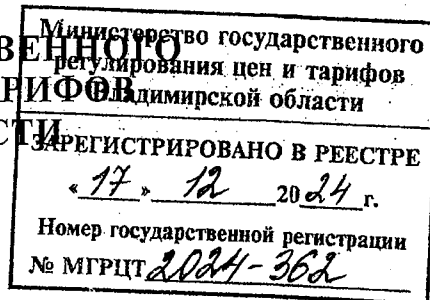 ВЕННОГО
РИФОВ
СТИ
Министерство государственного
регулирования цен и тарифов
Владимирской области
ЗАРЕГИСТРИРОВАНО В РЕЕСТРЕ
«17» 12 2024 г.
Номер государственной регистрации
№ МГРЦТ 2024-362